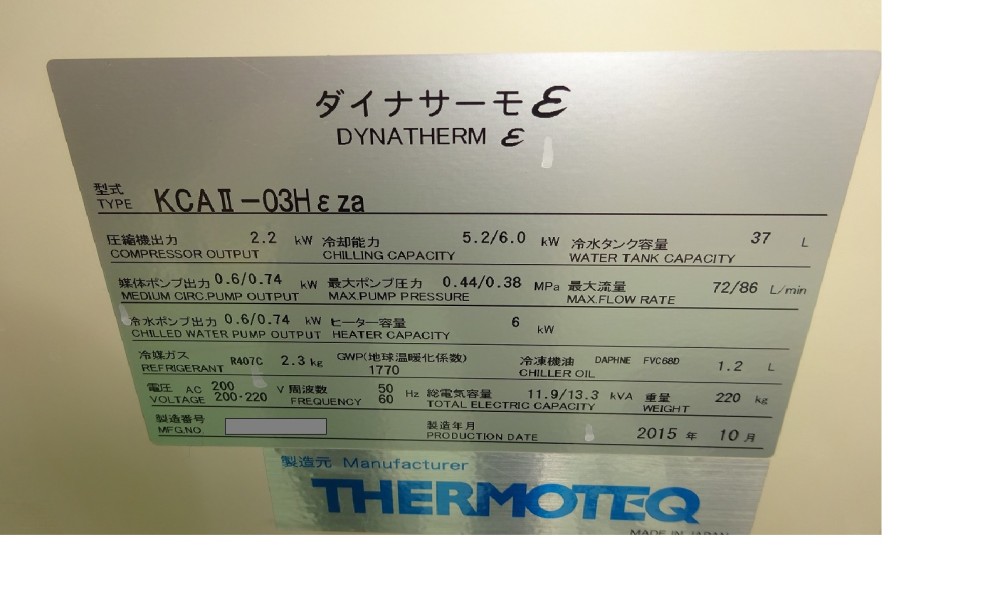 ダイナサーモ ε
DYNATHERM ε
型式
TYPE KCAⅡ-03Hεza
圧縮機出力 2.2 kW 冷却能力 5.2/6.0 kW 冷水タンク容量 37 L
COMPRESSOR OUTPUT CHILLING CAPACITY WATER TANK CAPACITY
媒体ポンプ出力 0.6/0.74 kW 最大ポンプ圧力 0.44/0.38 MPa 最大流量 72/86 L/min
MEDIUM CIRC.PUMP OUTPUT MAX.PUMP PRESSURE MAX.FLOW RATE
冷水ポンプ出力 0.6/0.74 kW ヒーター容量 6 kW
CHILLED WATER PUMP OUTPUT HEATER CAPACITY
冷媒ガス R407C 2.3 kg GWP(地球温暖化係数) 冷凍機油 DAPHNE FVC68D 1.2 L
REFRIGERANT 1770 CHILLER OIL
電圧 AC 200 V 周波数 50 Hz 総電気容量 11.9/13.3 kVA 重量 220 kg
VOLTAGE 200-220 FREQUENCY 60 TOTAL ELECTRIC CAPACITY WEIGHT
製造番号 製造年月
MFG.NO. PRODUCTION DATE 2015 年 10 月
製造元 Manufacturer
THERMOTEQ
MADE IN JAPAN